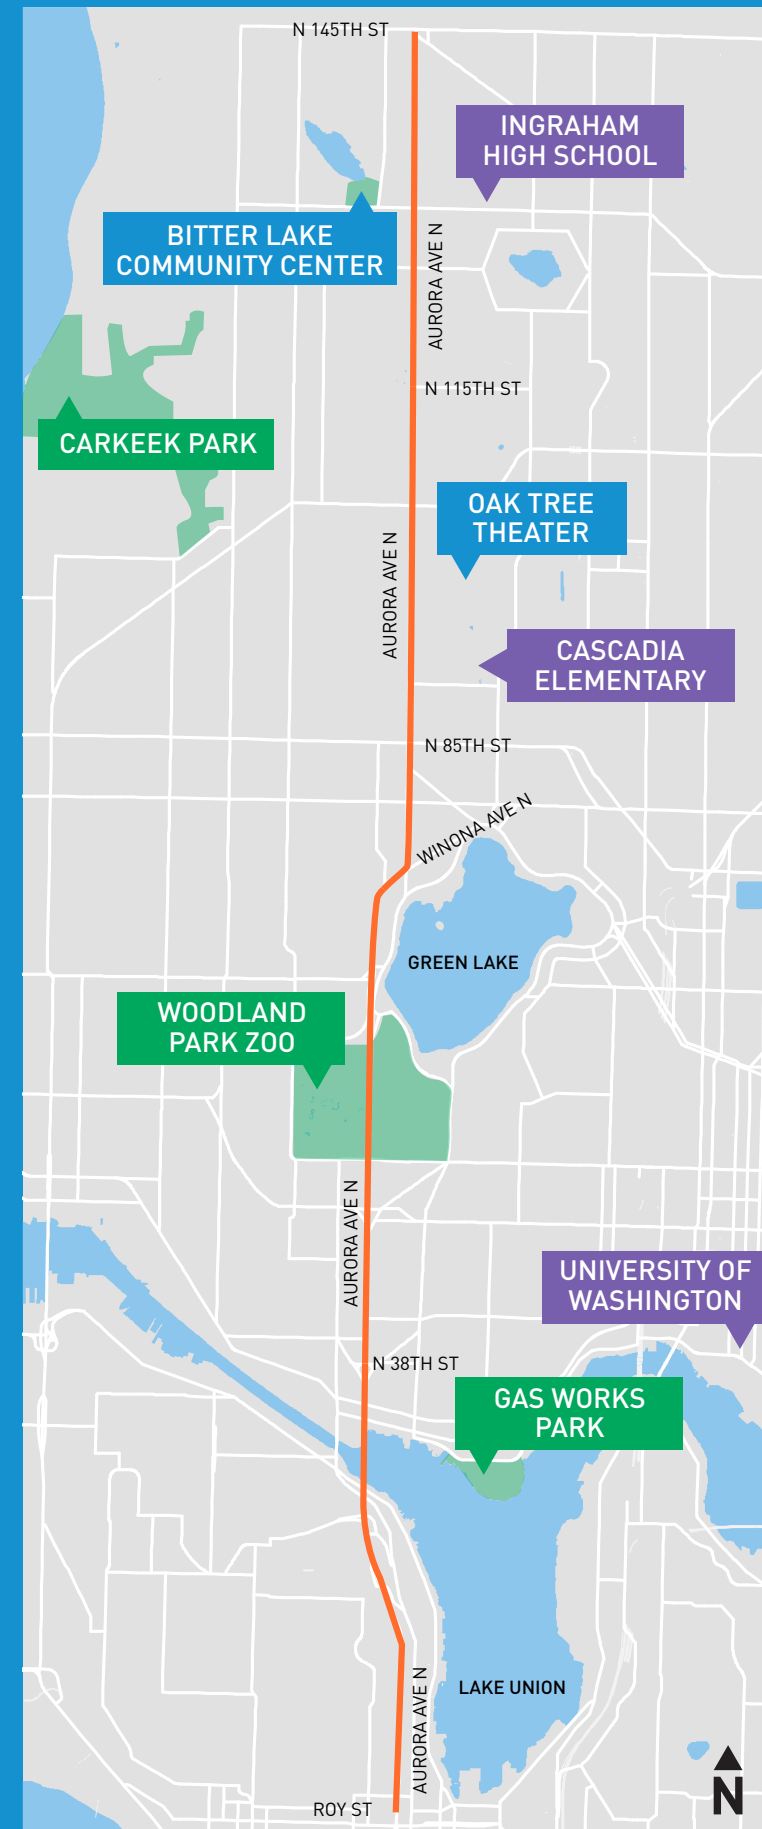 N 145TH ST
INGRAHAM
HIGH SCHOOL
BITTER LAKE
COMMUNITY CENTER
AURORA AVE N
N 115TH ST
CARKEEK PARK
OAK TREE
THEATER
AURORA AVE N
CASCADIA
ELEMENTARY
N 85TH ST
WINONA AVE N
GREEN LAKE
WOODLAND
PARK ZOO
AURORA AVE N
UNIVERSITY OF
WASHINGTON
N 38TH ST
GAS WORKS
PARK
AURORA AVE N
LAKE UNION
N
ROY ST